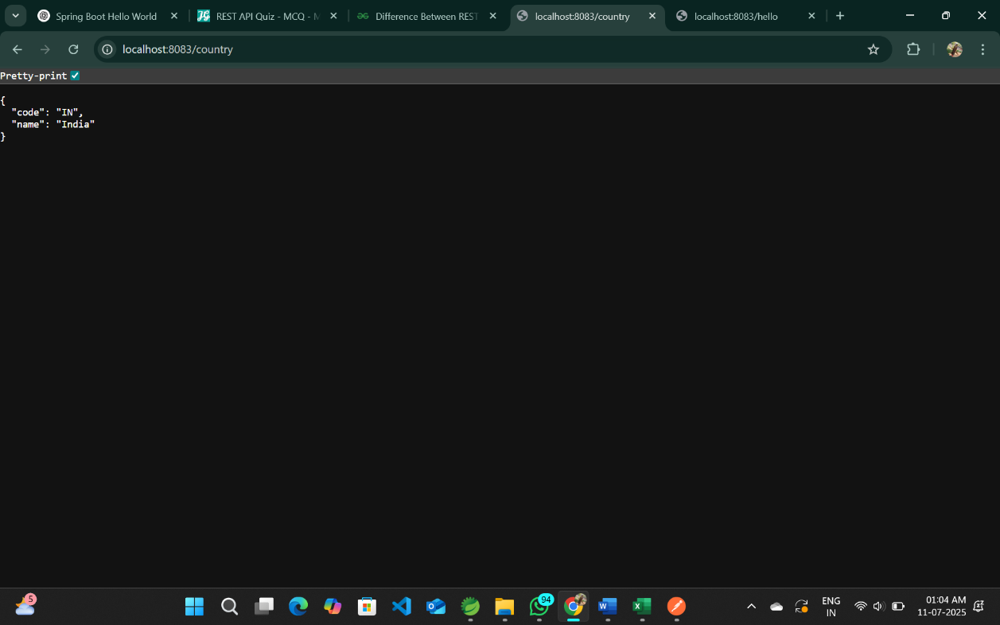 Spring Boot Hello World
REST API Quiz - MCQ - M
Difference Between REST
localhost:8083/country
localhost:8083/hello
localhost:8083/country
Pretty-print
{
"code": "IN",
"name": "India"
}
5
94
ENG
IN
01:04 AM
11-07-2025